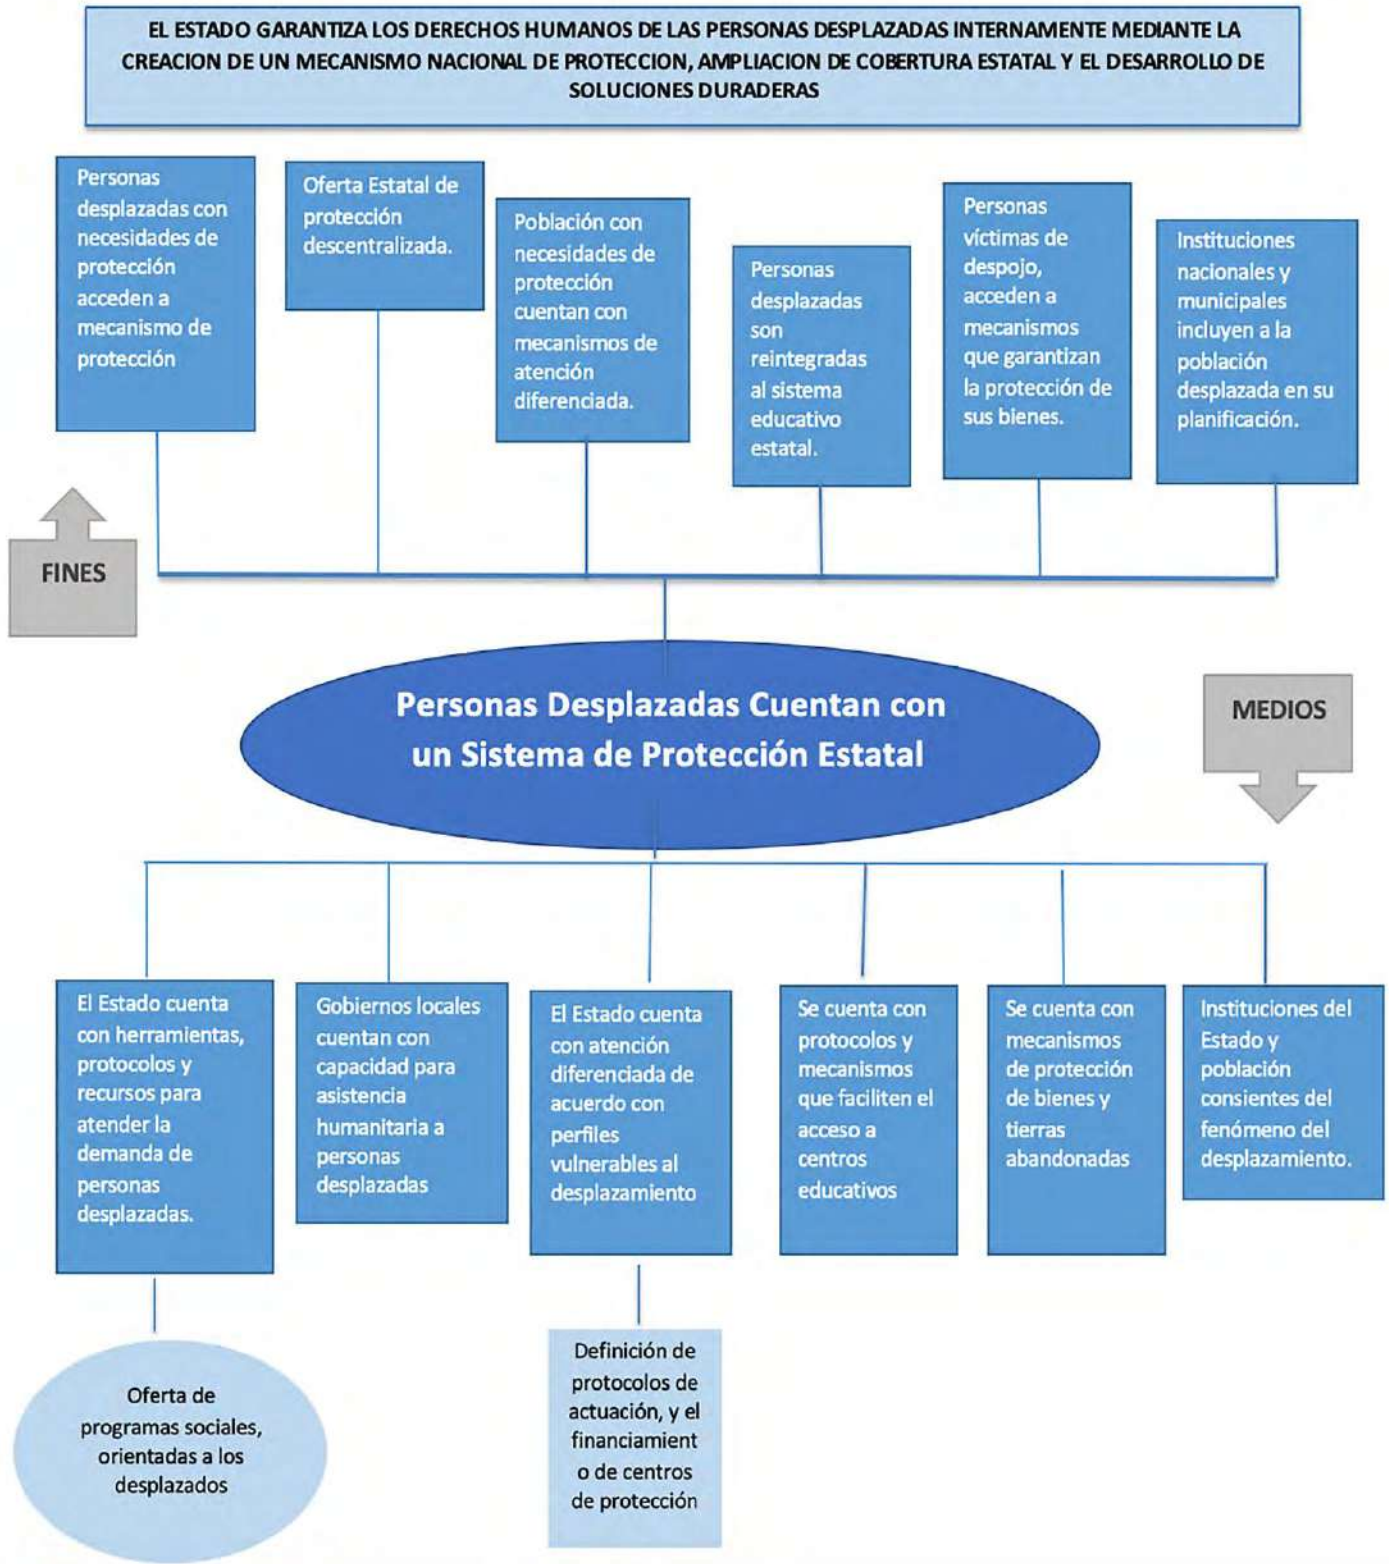 EL ESTADO GARANTIZA LOS DERECHOS HUMANOS DE LAS PERSONAS DESPLAZADAS INTERNAMENTE MEDIANTE LA
CREACION DE UN MECANISMO NACIONAL DE PROTECCION, AMPLIACION DE COBERTURA ESTATAL Y EL DESARROLLO DE
SOLUCIONES DURADERAS
Personas
desplazadas con
necesidades de
protección
acceden a
mecanismo de
protección
Oferta Estatal de
protección
descentralizada.
Población con
necesidades de
protección
cuentan con
mecanismos de
atención
diferenciada.
Personas
desplazadas
son
reintegradas
al sistema
educativo
estatal.
Personas
víctimas de
despojo,
acceden a
mecanismos
que garantizan
la protección de
sus bienes.
Instituciones
nacionales y
municipales
incluyen a la
población
desplazada en su
planificación.
FINES
Personas Desplazadas Cuentan con
un Sistema de Protección Estatal
MEDIOS
El Estado cuenta
con herramientas,
protocolos y
recursos para
atender la
demanda de
personas
desplazadas.
Gobiernos locales
cuentan con
capacidad para
asistencia
humanitaria a
personas
desplazadas
El Estado cuenta
con atención
diferenciada de
acuerdo con
perfiles
vulnerables al
desplazamiento
Se cuenta con
protocolos y
mecanismos
que faciliten el
acceso a
centros
educativos
Se cuenta con
mecanismos
de protección
de bienes y
tierras
abandonadas
Instituciones del
Estado y
población
consientes del
fenómeno del
desplazamiento.
Oferta de
programas sociales,
orientadas a los
desplazados
Definición de
protocolos de
actuación, y el
financiamient
o de centros
de protección